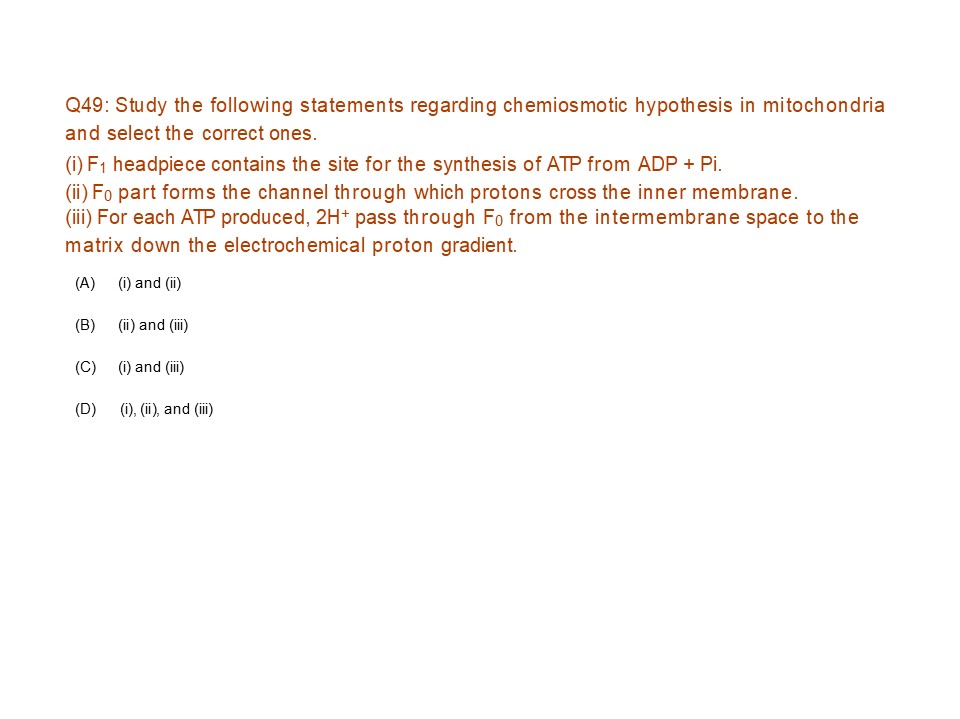 Q49: Study the following statements regarding chemiosmotic hypothesis in mitochondria
and select the correct ones.
(i) F₁ headpiece contains the site for the synthesis of ATP from ADP + Pi.
(ii) F₀ part forms the channel through which protons cross the inner membrane.
(iii) For each ATP produced, 2H⁺ pass through F₀ from the intermembrane space to the
matrix down the electrochemical proton gradient.
(A) (i) and (ii)
(B) (ii) and (iii)
(C) (i) and (iii)
(D) (i), (ii), and (iii)